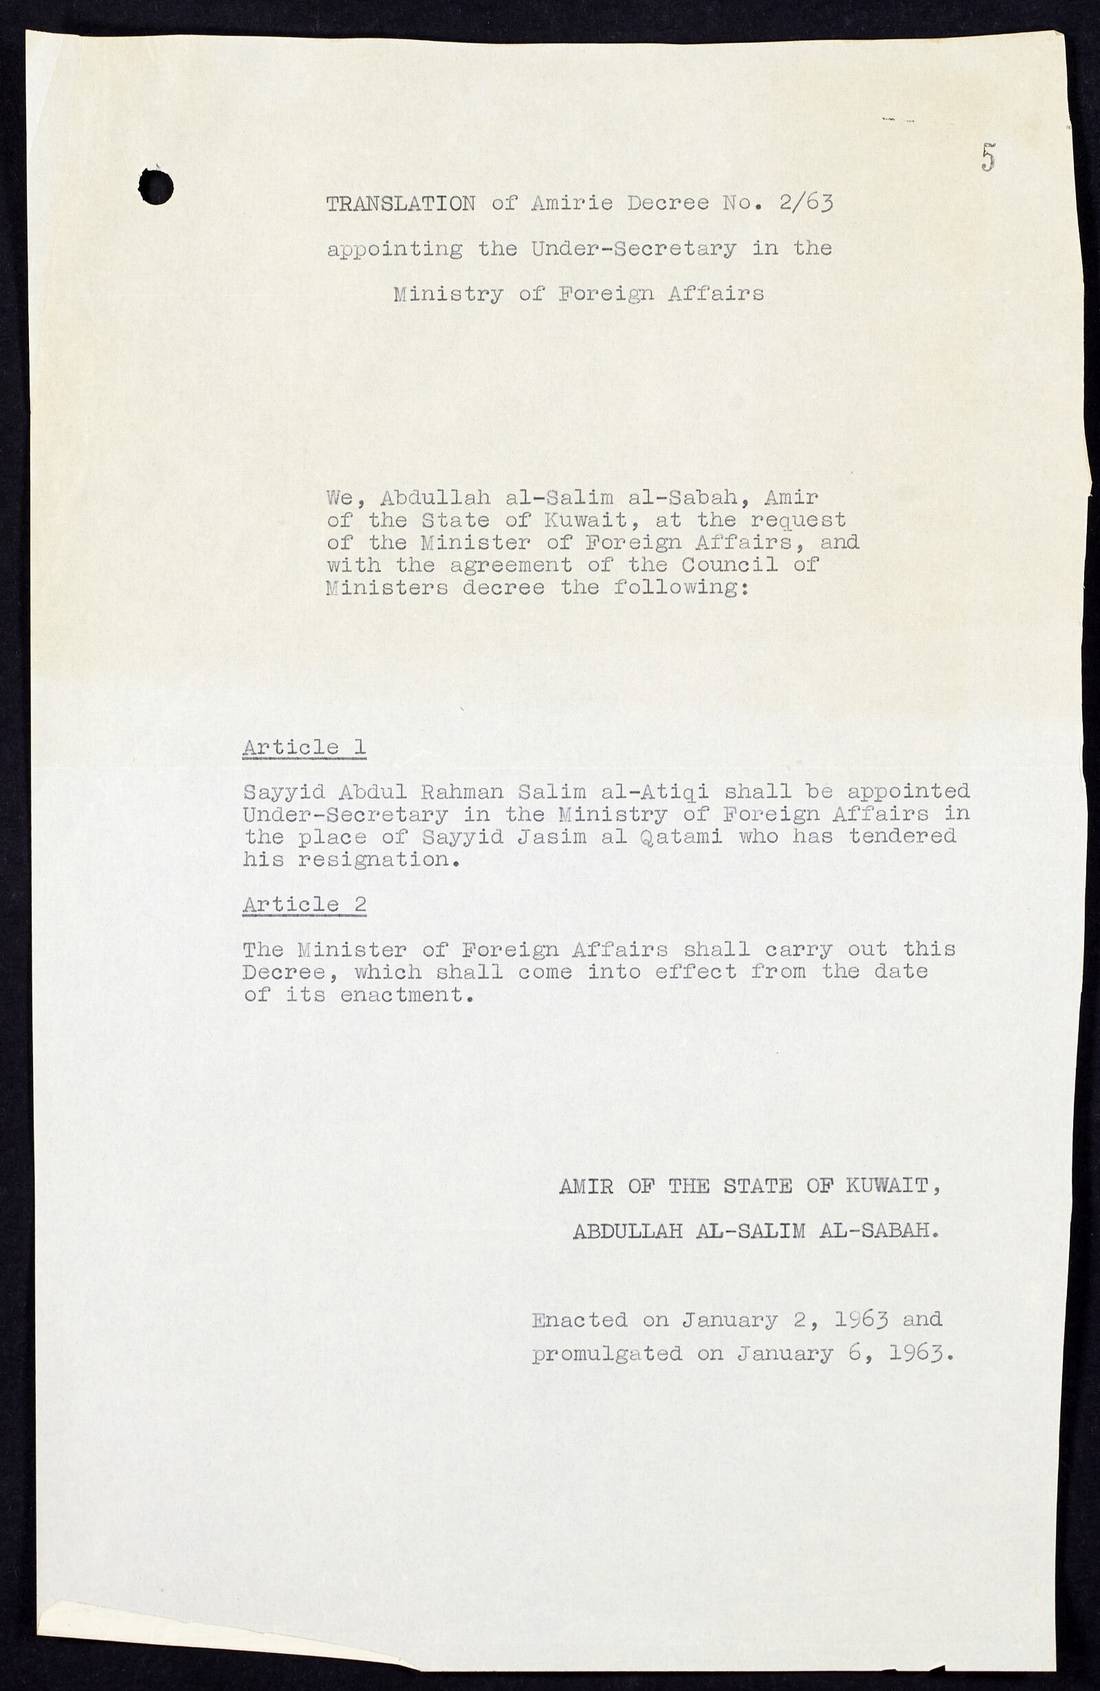 5
TRANSLATION of Amirie Decree No. 2/63
appointing the Under-Secretary in the
Ministry of Foreign Affairs
We, Abdullah al-Salim al-Sabah, Amir
of the State of Kuwait, at the request
of the Minister of Foreign Affairs, and
with the agreement of the Council of
Ministers decree the following:
Article 1
Sayyid Abdul Rahman Salim al-Atiqi shall be appointed
Under-Secretary in the Ministry of Foreign Affairs in
the place of Sayyid Jasim al Qatami who has tendered
his resignation.
Article 2
The Minister of Foreign Affairs shall carry out this
Decree, which shall come into effect from the date
of its enactment.
AMIR OF THE STATE OF KUWAIT,
ABDULLAH AL-SALIM AL-SABAH.
Enacted on January 2, 1963 and
promulgated on January 6, 1963.